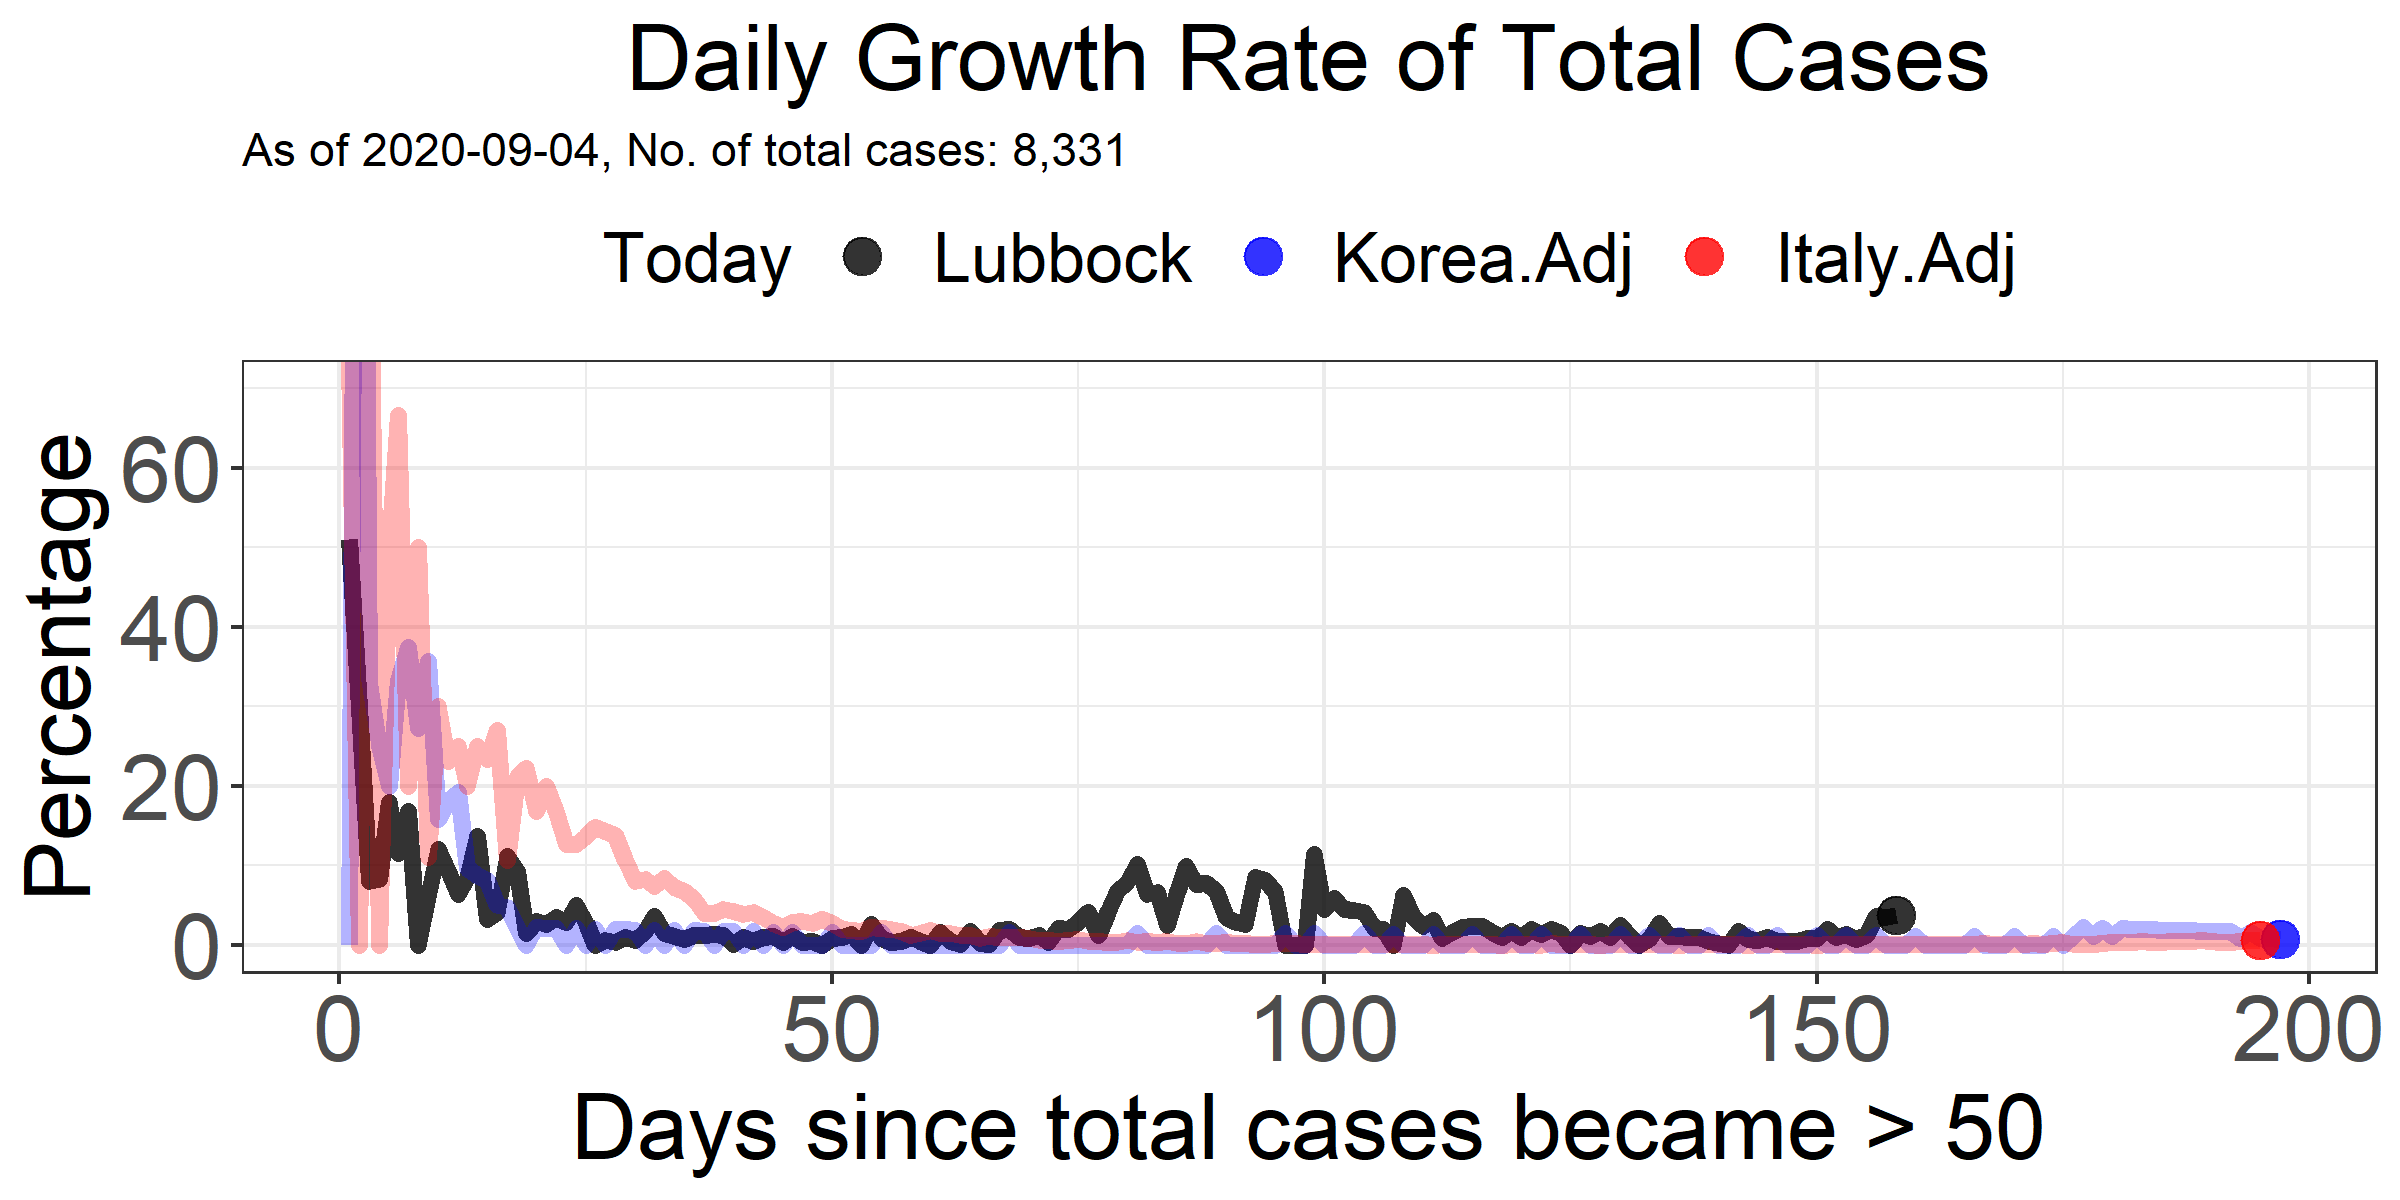 Daily Growth Rate of Total Cases
As of 2020-09-04, No. of total cases: 8,331
Today Lubbock Korea.Adj Italy.Adj
Percentage
60
40
20
0
0 50 100 150 200
Days since total cases became > 50